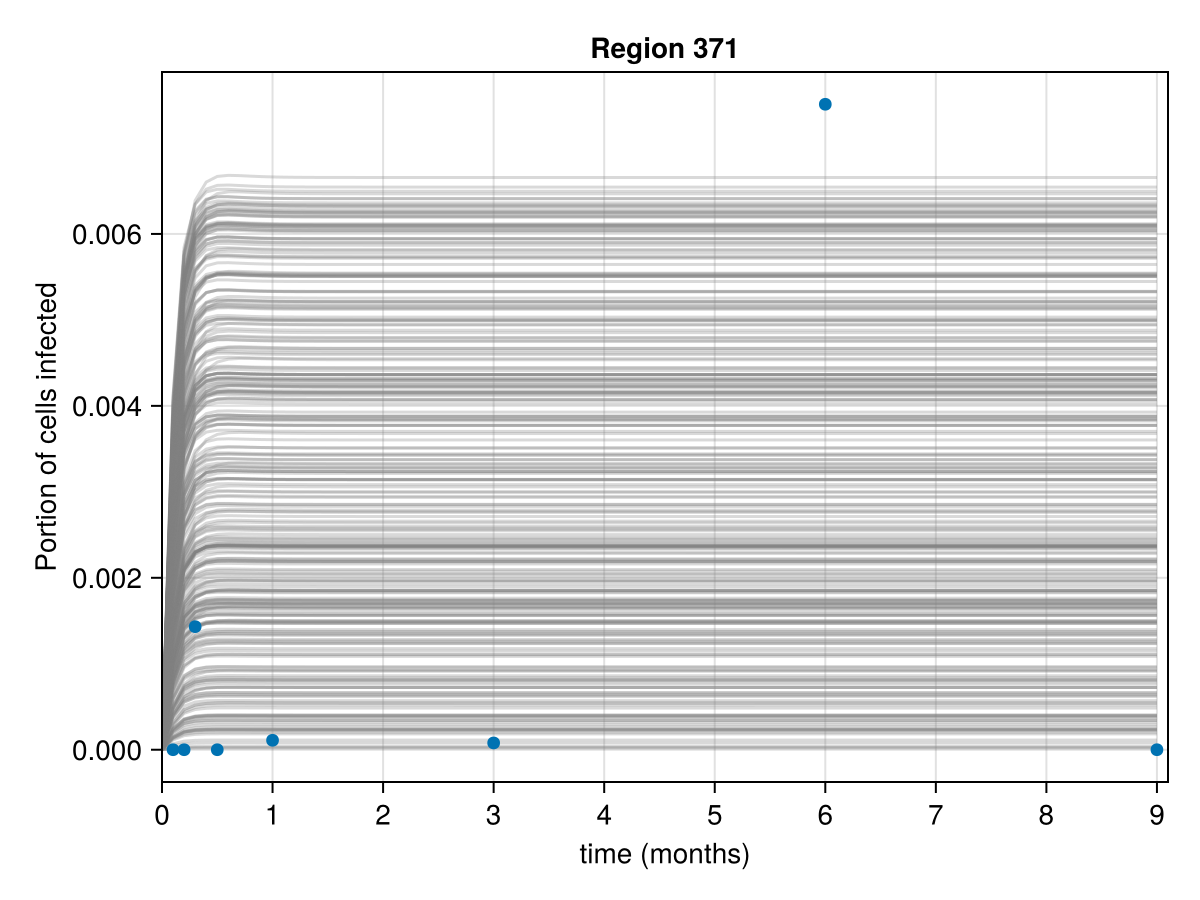 Region 371
Portion of cells infected
0.006
0.004
0.002
0.000
0 1 2 3 4 5 6 7 8 9
time (months)